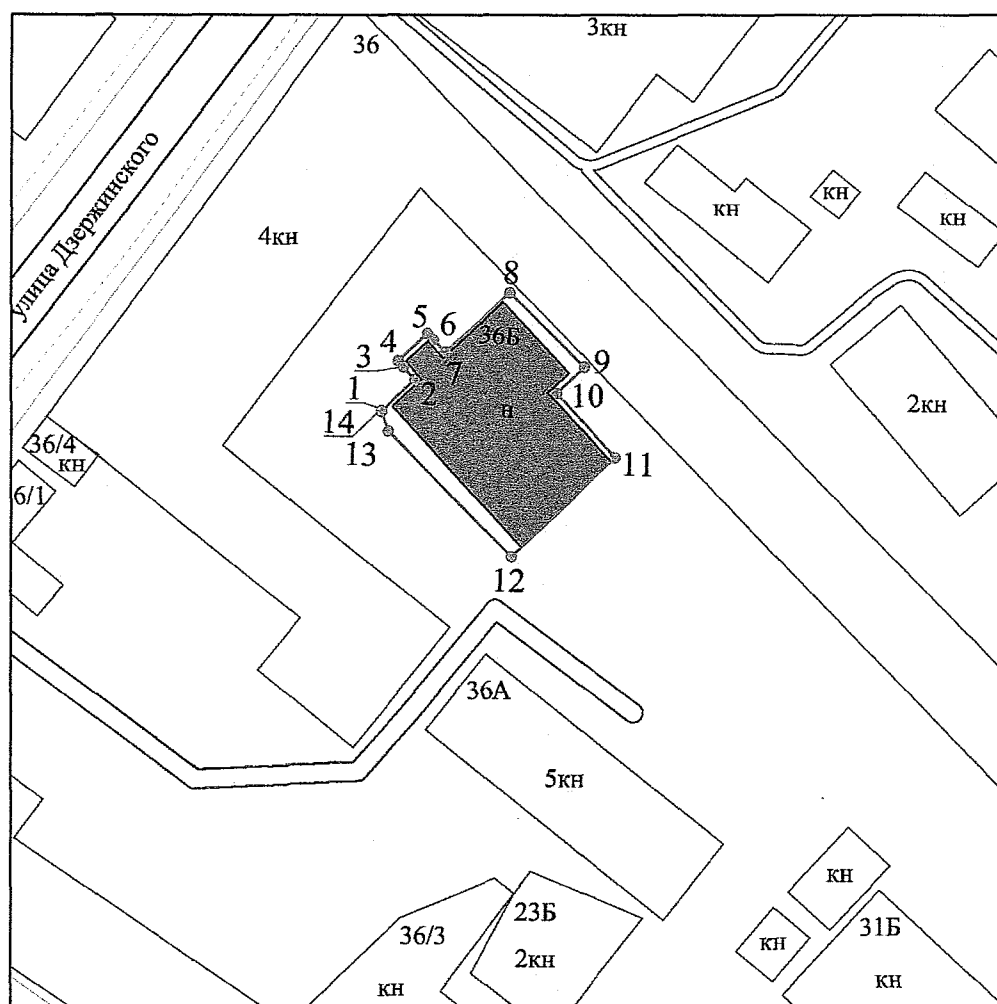 3кн
36
улица Дзержинского
4кн
кн
кн
кн
8
5
6
36Б
4
3
7
9
2
10
1
н
2кн
14
13
11
36/4
кн
6/1
12
36А
5кн
кн
23Б
31Б
36/3
кн
2кн
кн
кн